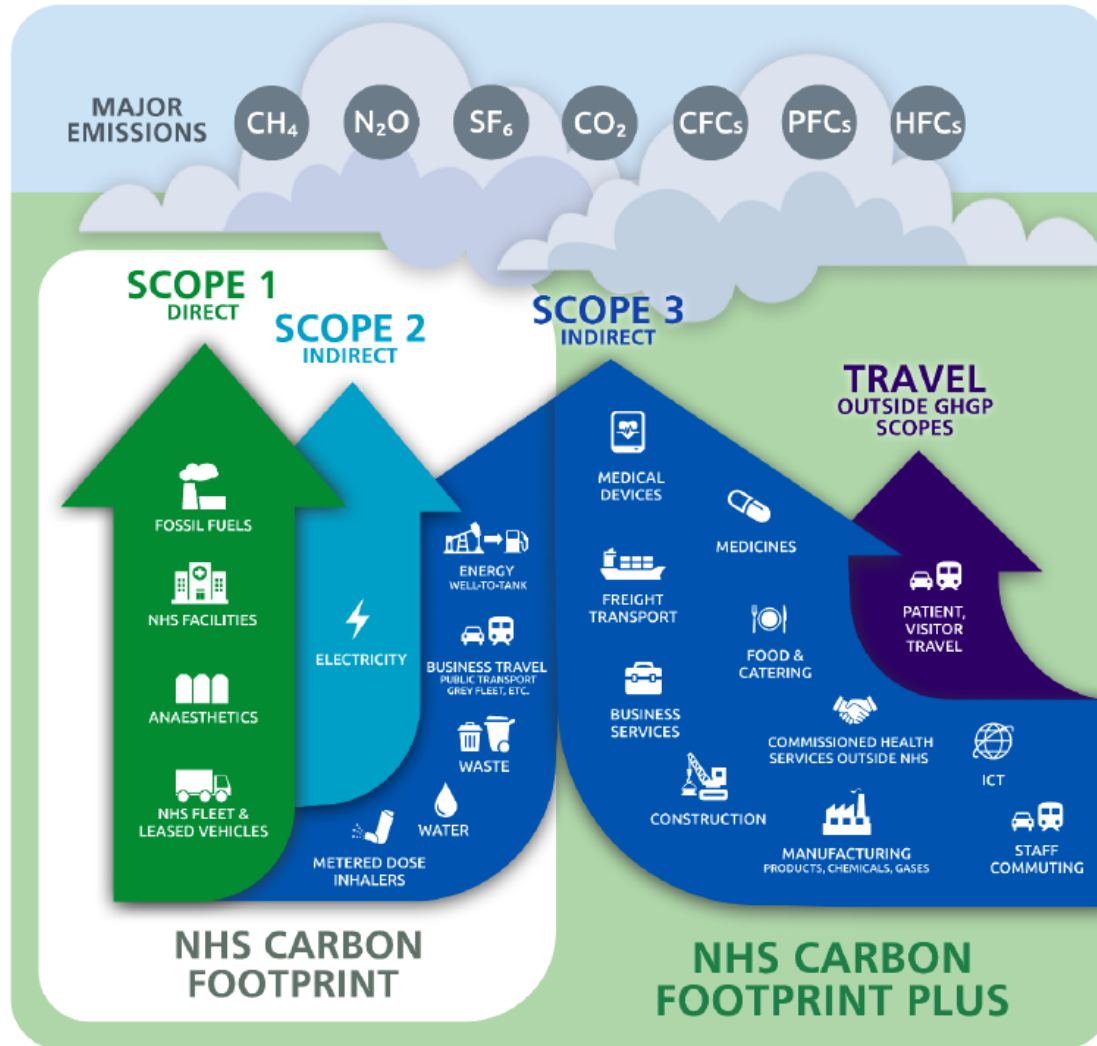 MAJOR
EMISSIONS
CH₄
N₂O
SF₆
CO₂
CFCs
PFCs
HFCs
SCOPE 1
DIRECT
SCOPE 2
INDIRECT
SCOPE 3
INDIRECT
TRAVEL
OUTSIDE GHGP
SCOPES
FOSSIL FUELS
NHS FACILITIES
ANAESTHETICS
NHS FLEET &
LEASED VEHICLES
ELECTRICITY
ENERGY
WELL-TO-TANK
BUSINESS TRAVEL
PUBLIC TRANSPORT
GREY FLEET, ETC.
WASTE
WATER
METERED DOSE
INHALERS
MEDICAL
DEVICES
MEDICINES
FREIGHT
TRANSPORT
FOOD &
CATERING
BUSINESS
SERVICES
COMMISSIONED HEALTH
SERVICES OUTSIDE NHS
ICT
CONSTRUCTION
MANUFACTURING
PRODUCTS, CHEMICALS, GASES
STAFF
COMMUTING
PATIENT,
VISITOR
TRAVEL
NHS CARBON
FOOTPRINT
NHS CARBON
FOOTPRINT PLUS